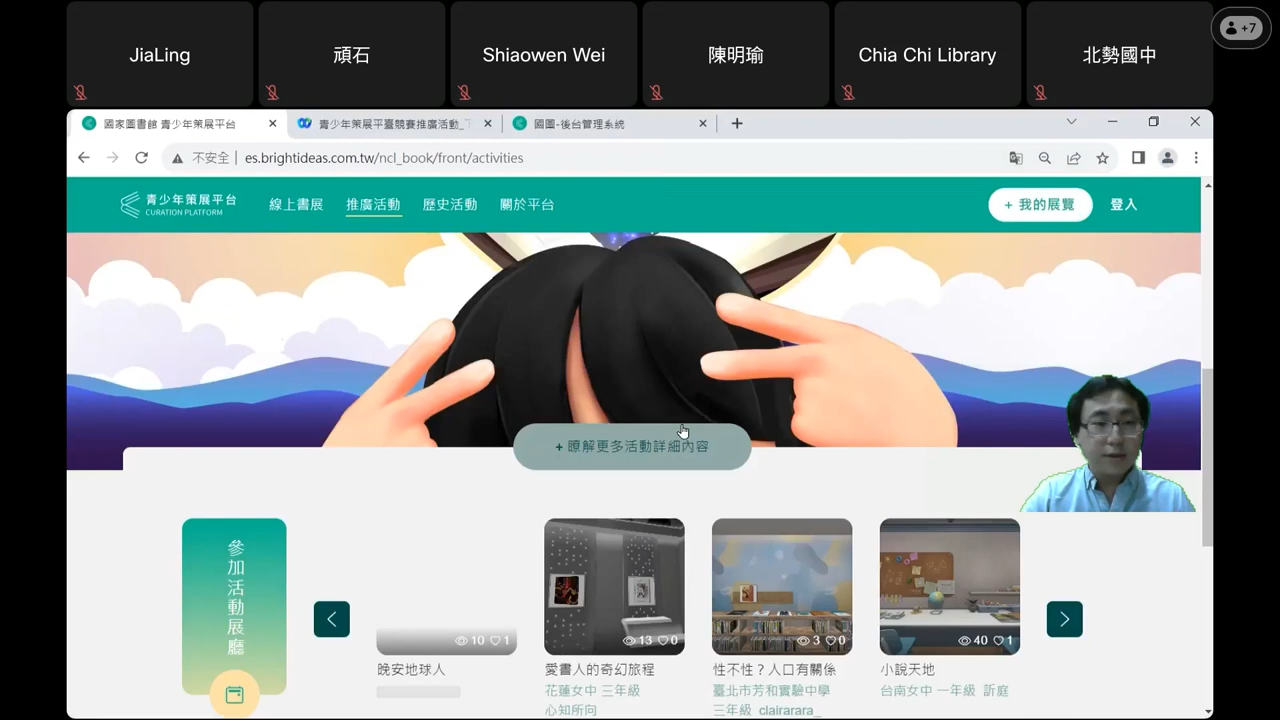 JiaLing
頑石
Shiaowen Wei
陳明瑜
Chia Chi Library
北勢國中
+7
國家圖書館 青少年策展平台
青少年策展平臺競賽推廣活動_
國圖-後台管理系統
不安全
es.brightideas.com.tw/ncl_book/front/activities
青少年策展平台
CURATION PLATFORM
線上書展
推廣活動
歷史活動
關於平台
+ 我的展覽
登入
+ 瞭解更多活動詳細內容
參加活動展廳
10 1
13 0
3 0
40 1
晚安地球人
愛書人的奇幻旅程
花蓮女中 三年級
心知所向
性不性？人口有關係
臺北市芳和實驗中學
三年級 clairarara_
小說天地
台南女中 一年級 訢庭